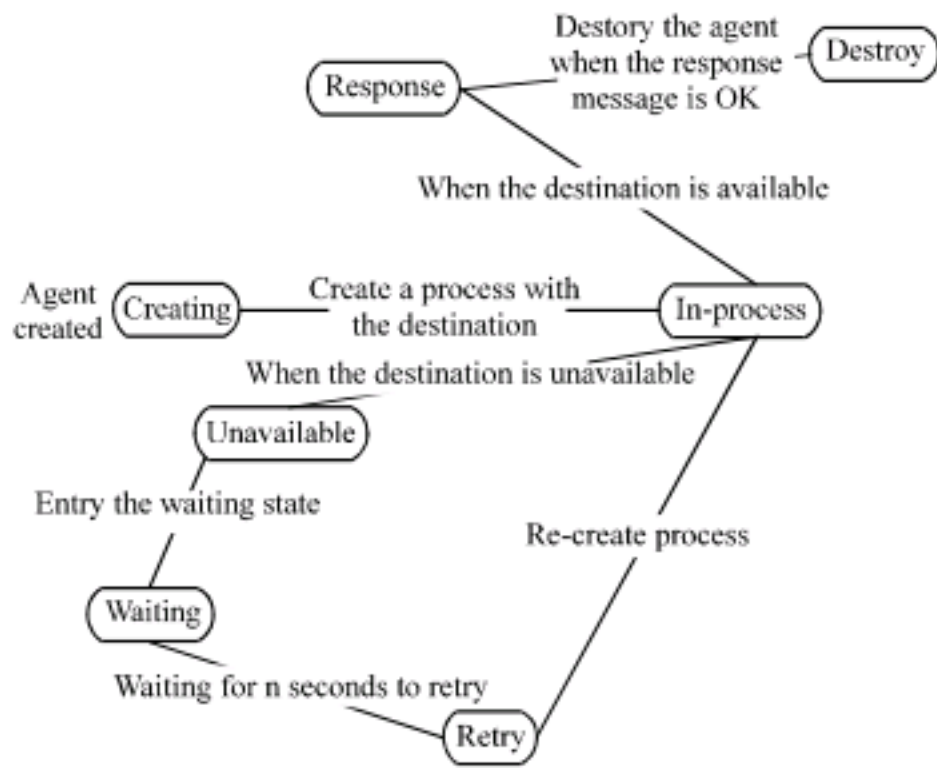 Destory the agent
when the response
message is OK
Destroy
Response
When the destination is available
Agent
created
Creating
Create a process with
the destination
In-process
When the destination is unavailable
Unavailable
Entry the waiting state
Re-create process
Waiting
Waiting for n seconds to retry
Retry